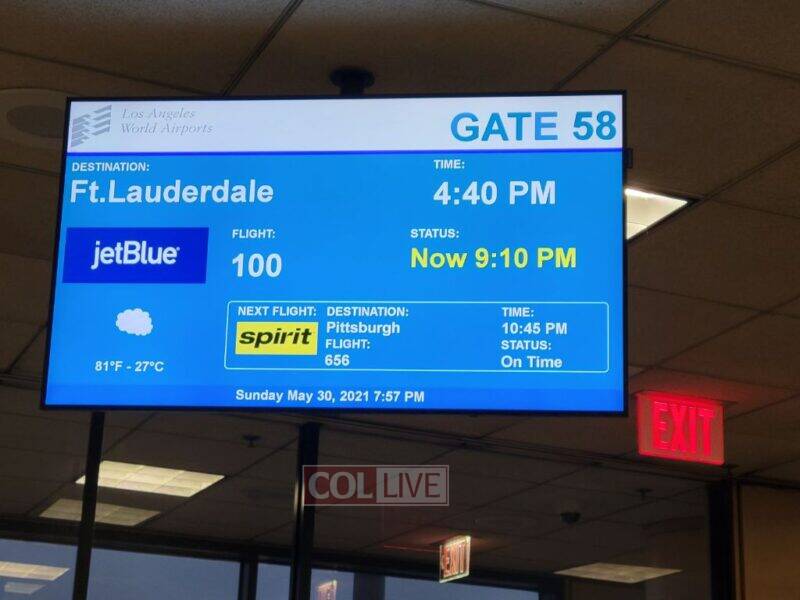 Los Angeles
World Airports
GATE 58
DESTINATION:
Ft.Lauderdale
TIME:
4:40 PM
jetBlue
FLIGHT:
100
STATUS:
Now 9:10 PM
81°F - 27°C
NEXT FLIGHT:
spirit
DESTINATION:
Pittsburgh
FLIGHT:
656
TIME:
10:45 PM
STATUS:
On Time
Sunday May 30, 2021 7:57 PM
EXIT
COL LIVE
EXIT